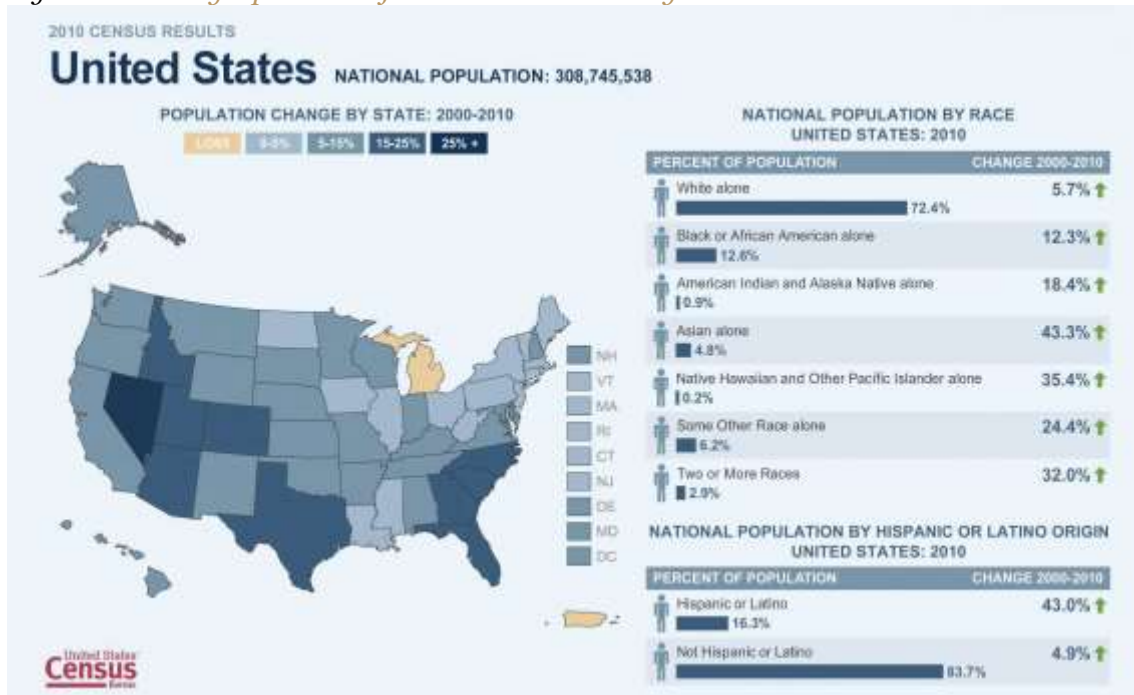 2010 CENSUS RESULTS
United States NATIONAL POPULATION: 308,745,538
POPULATION CHANGE BY STATE: 2000-2010
LOSS 0-5% 5-15% 15-25% 25% +
NH
VT
MA
RI
CT
NJ
DE
MD
DC
United States
Census
Bureau
NATIONAL POPULATION BY RACE
UNITED STATES: 2010
PERCENT OF POPULATION CHANGE 2000-2010
White alone 5.7%
72.4%
Black or African American alone 12.3%
12.6%
American Indian and Alaska Native alone 18.4%
0.9%
Asian alone 43.3%
4.8%
Native Hawaiian and Other Pacific Islander alone 35.4%
0.2%
Some Other Race alone 24.4%
6.2%
Two or More Races 32.0%
2.9%
NATIONAL POPULATION BY HISPANIC OR LATINO ORIGIN
UNITED STATES: 2010
PERCENT OF POPULATION CHANGE 2000-2010
Hispanic or Latino 43.0%
16.3%
Not Hispanic or Latino 4.9%
83.7%